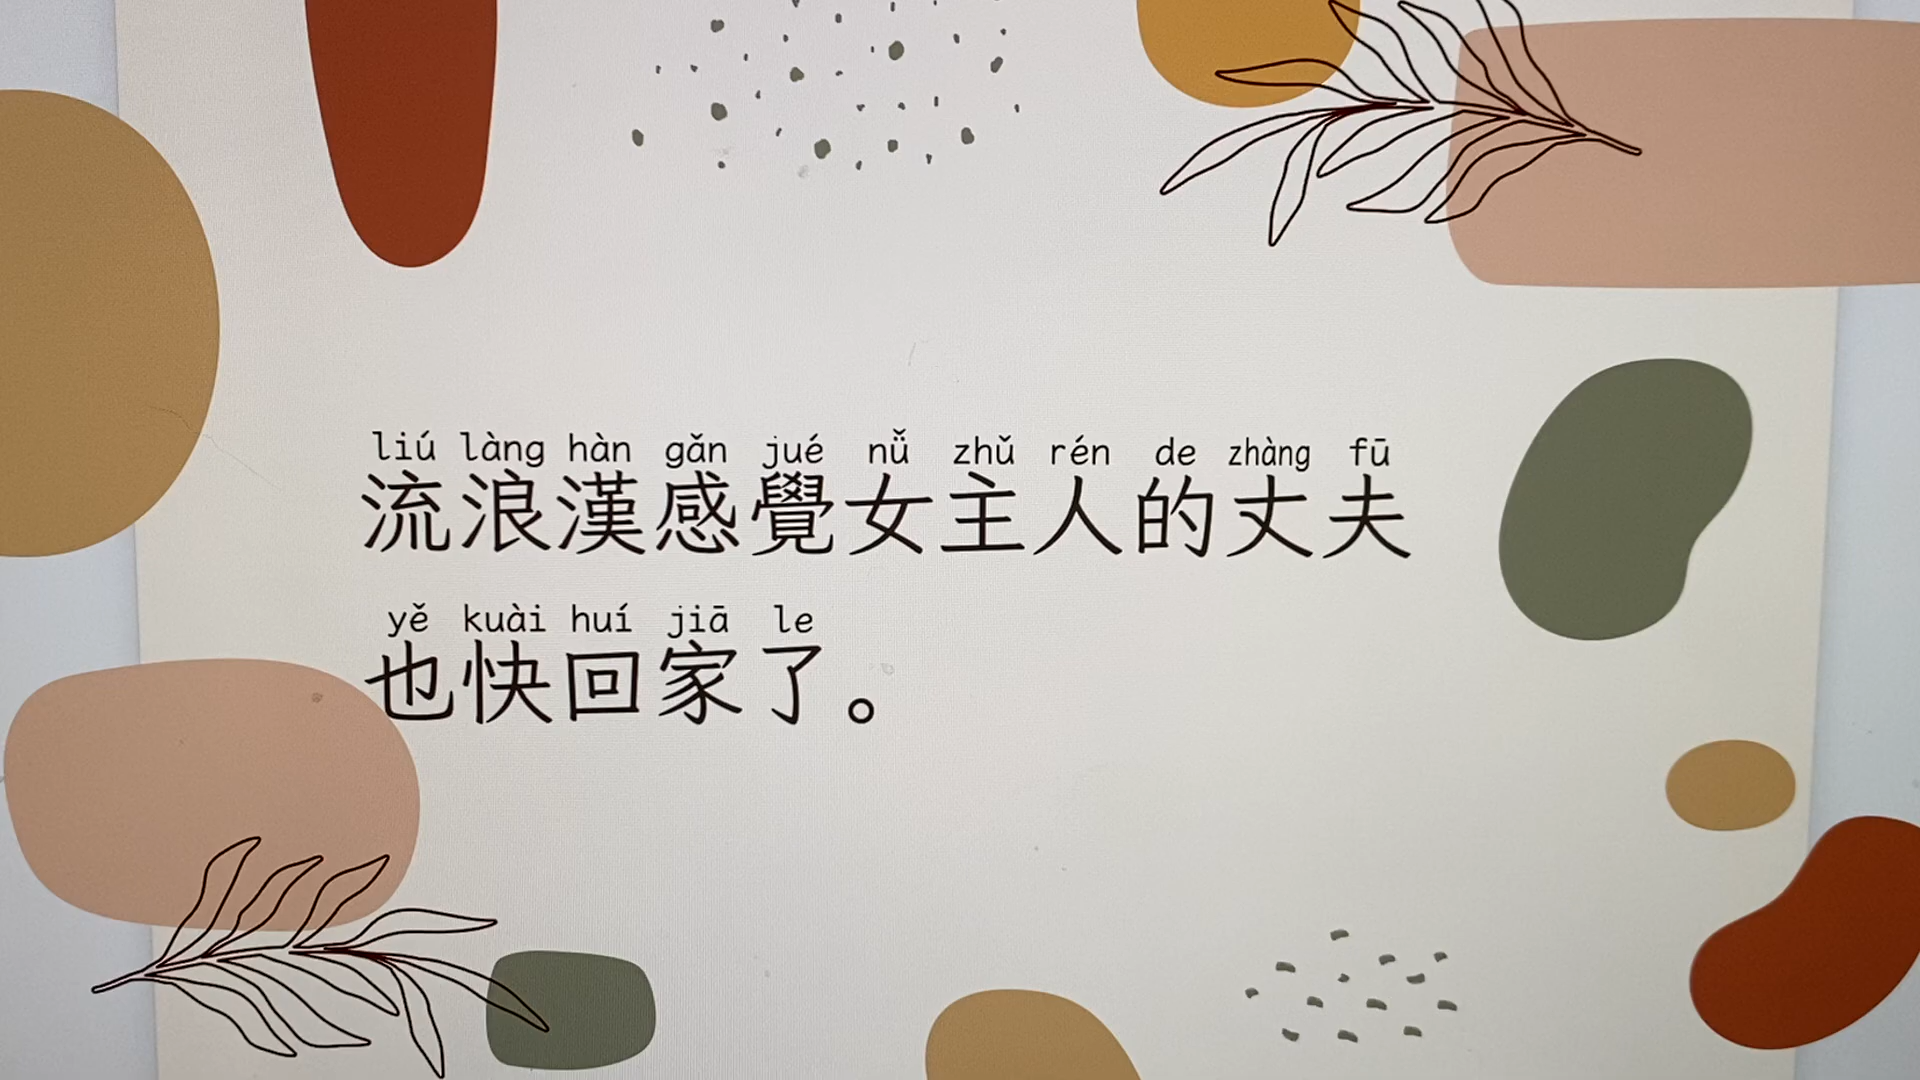 liú làng hàn gǎn jué nǚ zhǔ rén de zhàng fū
流浪漢感覺女主人的丈夫
yě kuài huí jiā le
也快回家了。